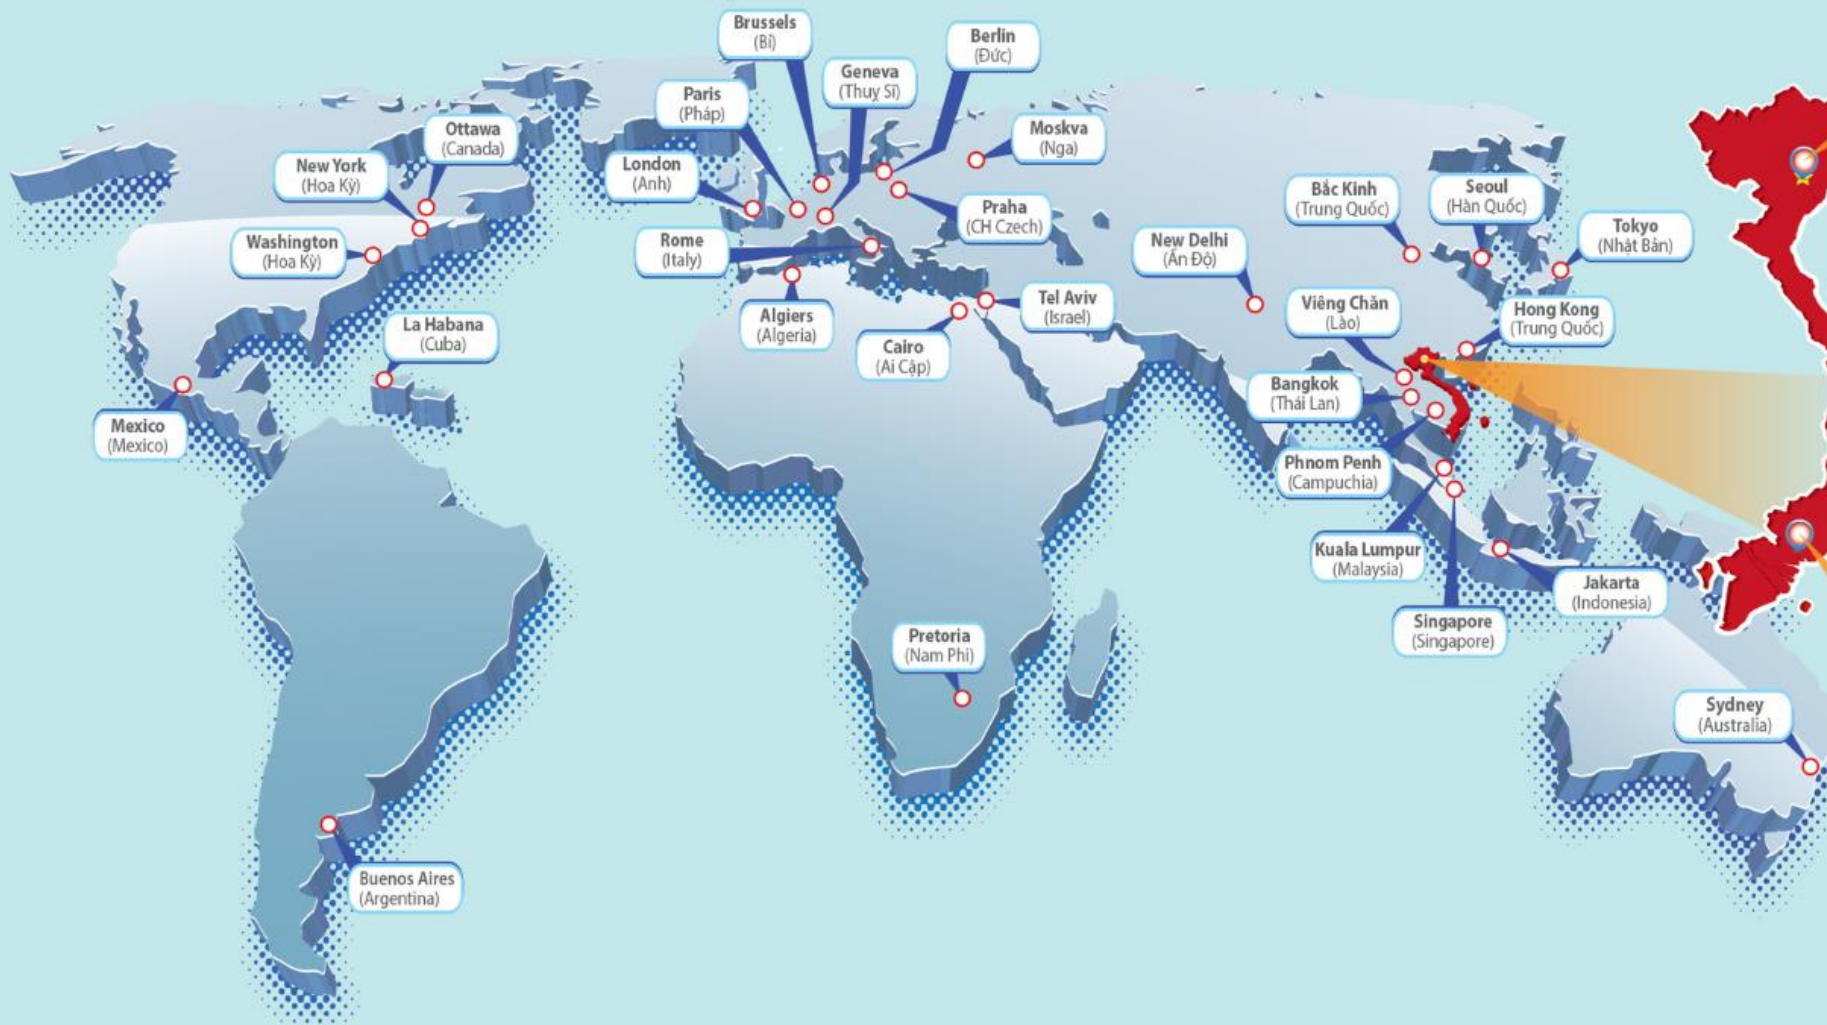 Brussels
(Bỉ)
Berlin
(Đức)
Geneva
(Thuỵ Sĩ)
Paris
(Pháp)
Ottawa
(Canada)
Moskva
(Nga)
New York
(Hoa Kỳ)
London
(Anh)
Bắc Kinh
(Trung Quốc)
Seoul
(Hàn Quốc)
Praha
(CH Czech)
Tokyo
(Nhật Bản)
Washington
(Hoa Kỳ)
Rome
(Italy)
New Delhi
(Ấn Độ)
Tel Aviv
(Israel)
Viêng Chăn
(Lào)
Hong Kong
(Trung Quốc)
La Habana
(Cuba)
Algiers
(Algeria)
Cairo
(Ai Cập)
Bangkok
(Thái Lan)
Mexico
(Mexico)
Phnom Penh
(Campuchia)
Kuala Lumpur
(Malaysia)
Jakarta
(Indonesia)
Singapore
(Singapore)
Pretoria
(Nam Phi)
Sydney
(Australia)
Buenos Aires
(Argentina)